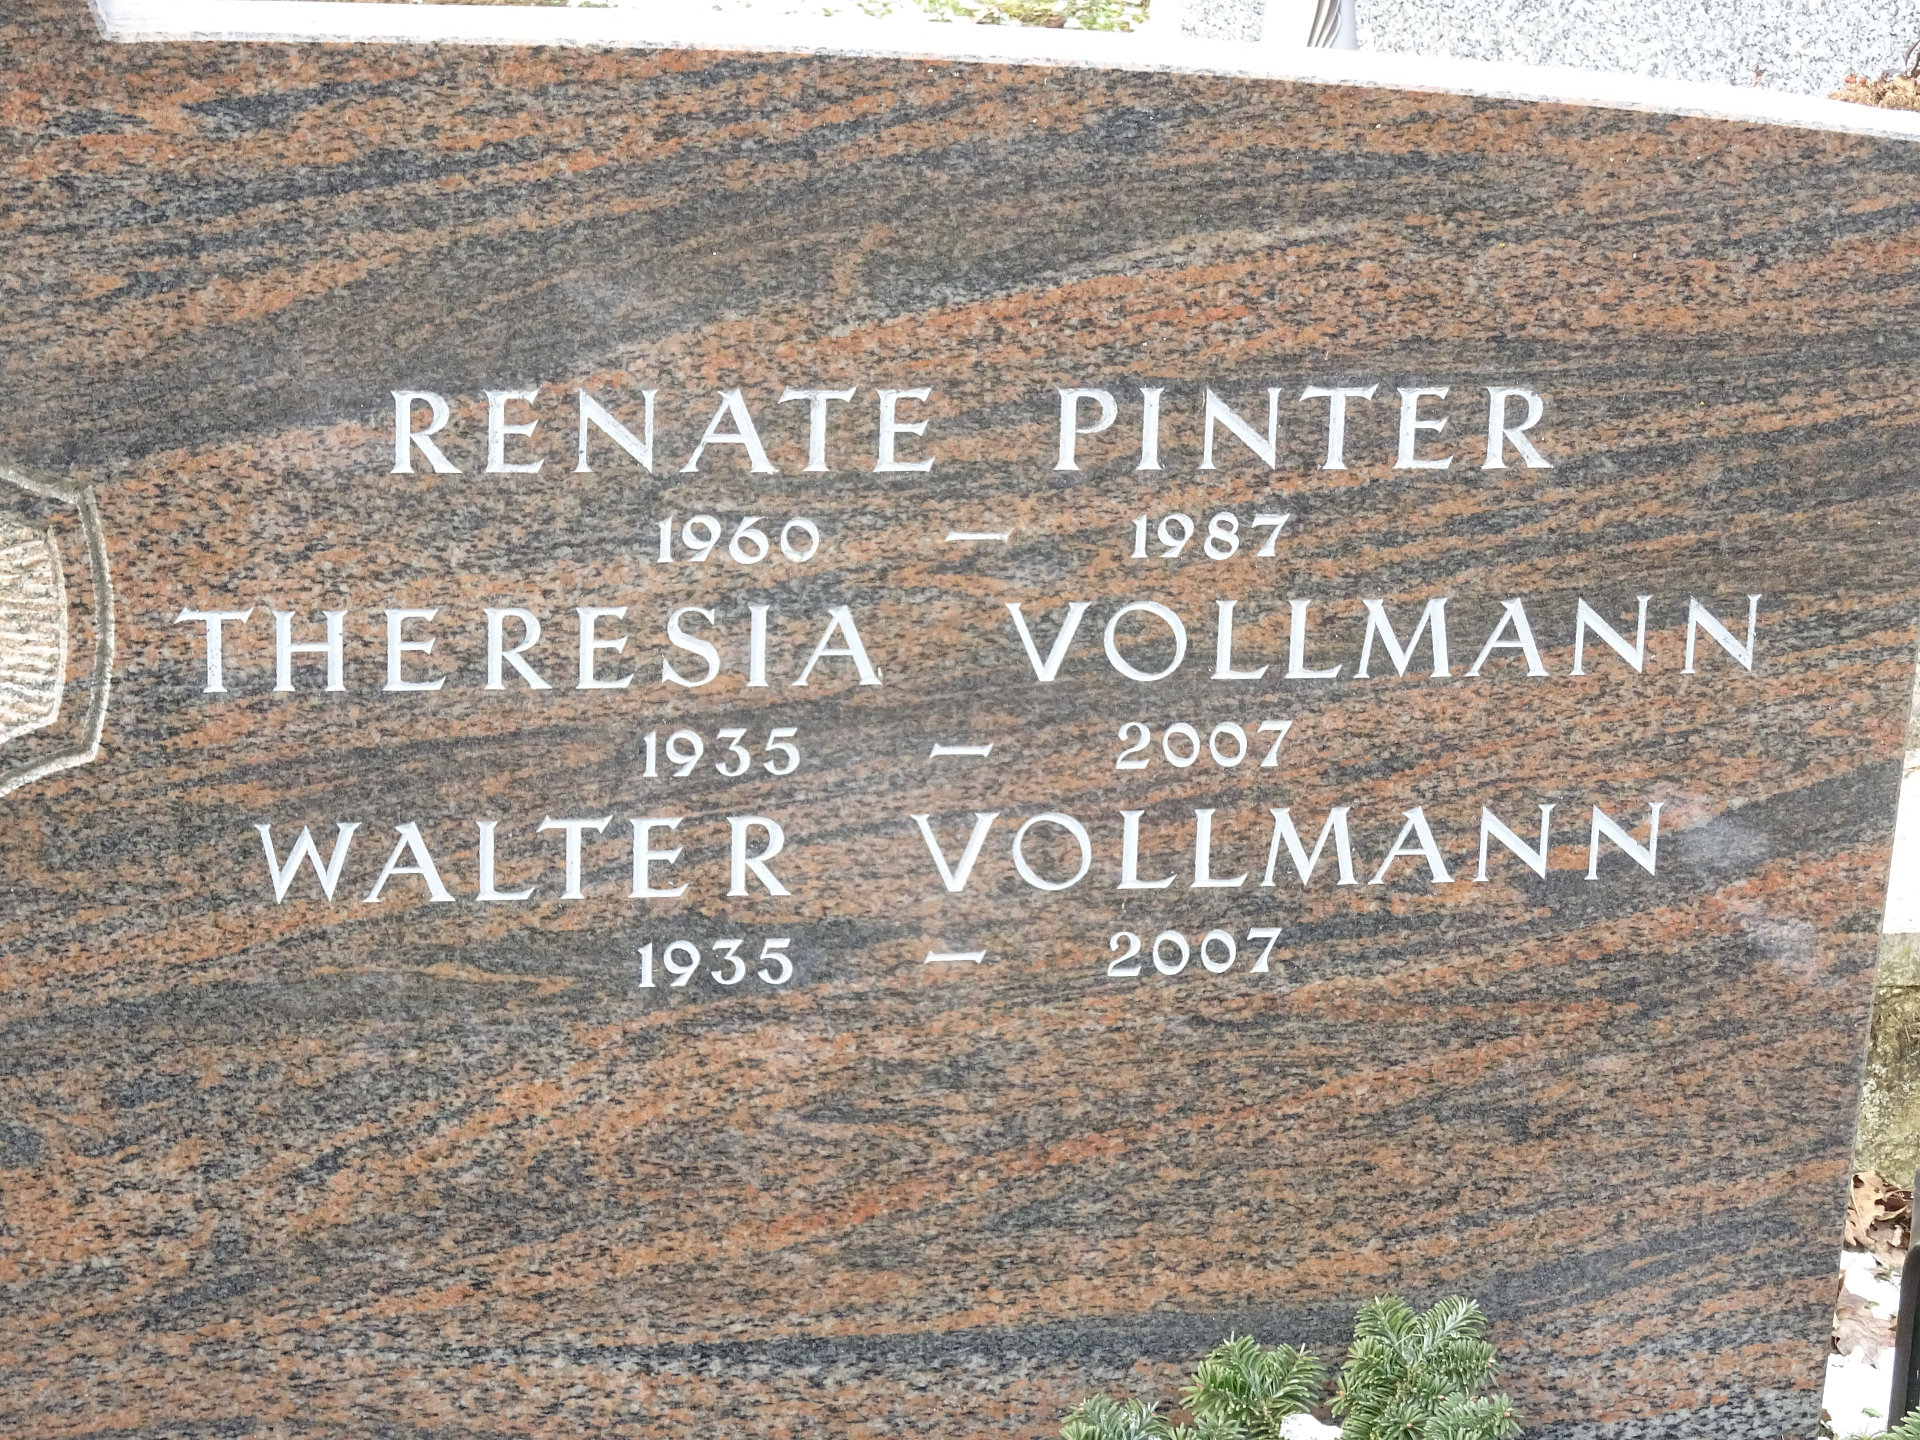 RENATE PINTER
1960 – 1987
THERESIA VOLLMANN
1935 – 2007
WALTER VOLLMANN
1935 – 2007